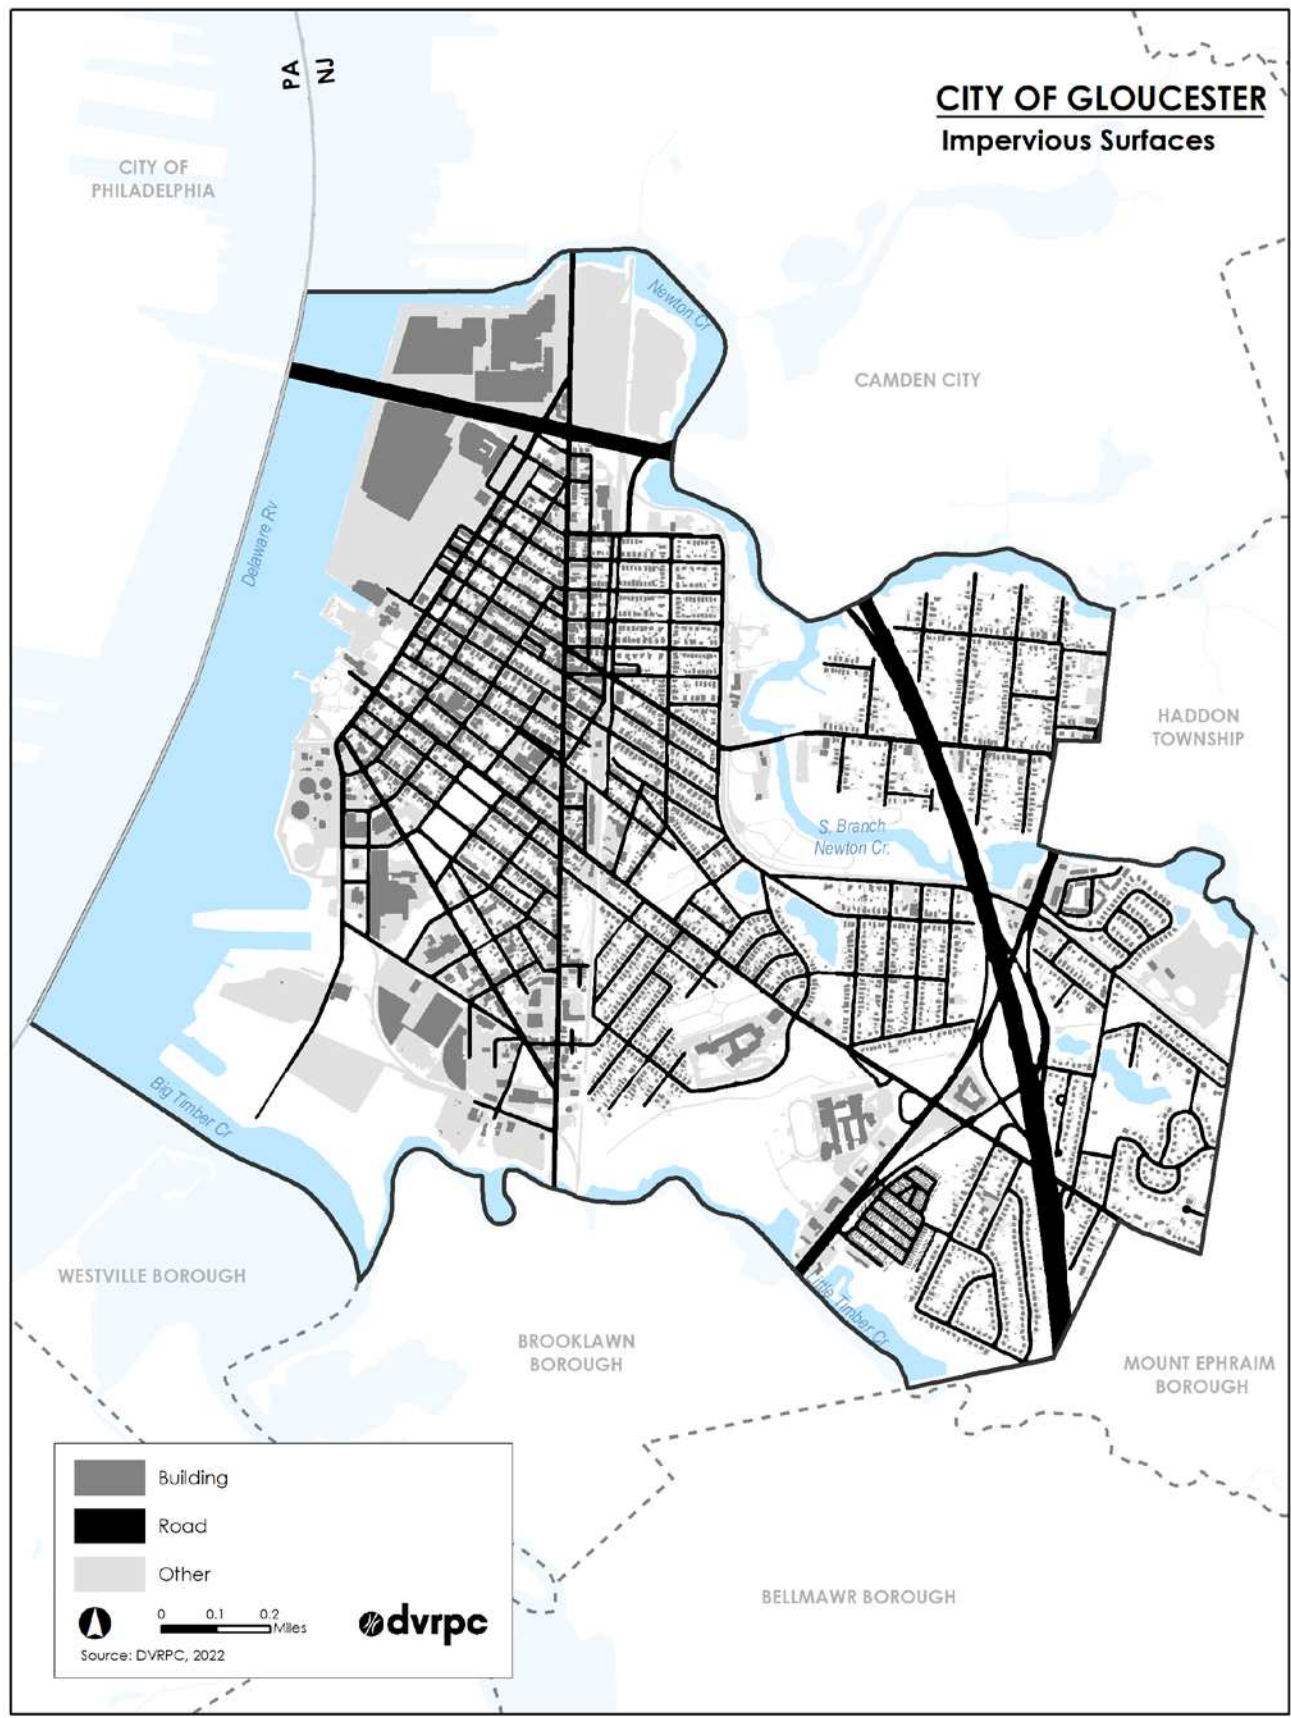 PA
NJ
CITY OF GLOUCESTER
Impervious Surfaces
CITY OF
PHILADELPHIA
Newton Cr
CAMDEN CITY
Delaware Rv
HADDON
TOWNSHIP
S. Branch
Newton Cr.
Big Timber Cr
WESTVILLE BOROUGH
Little Timber Cr
BROOKLAWN
BOROUGH
MOUNT EPHRAIM
BOROUGH
BELLMAWR BOROUGH
Building
Road
Other
0 0.1 0.2
Miles
dvrpc
Source: DVRPC, 2022